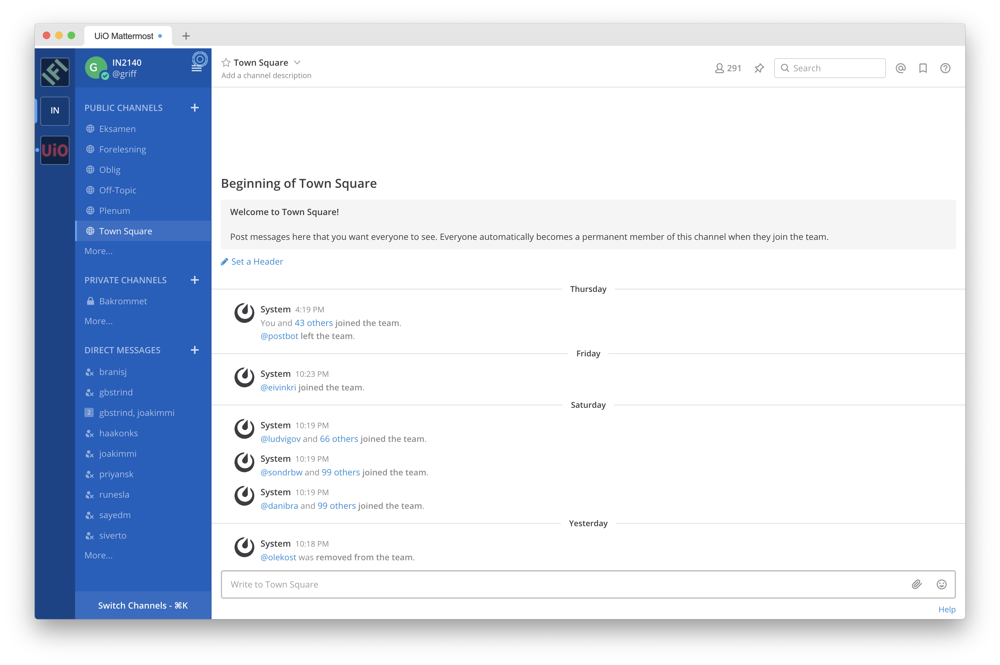 UiO Mattermost
IFI
IN
UiO
G
IN2140
@griff
PUBLIC CHANNELS
Eksamen
Forelesning
Oblig
Off-Topic
Plenum
Town Square
More...
PRIVATE CHANNELS
Bakrommet
More...
DIRECT MESSAGES
branisj
gbstrind
2 gbstrind, joakimmi
haakonks
joakimmi
priyansk
runesla
sayedm
siverto
More...
Switch Channels - ⌘K
Town Square
Add a channel description
291
Search
Beginning of Town Square
Welcome to Town Square!
Post messages here that you want everyone to see. Everyone automatically becomes a permanent member of this channel when they join the team.
Set a Header
Thursday
System 4:19 PM
You and 43 others joined the team.
@postbot left the team.
Friday
System 10:23 PM
@eivinkri joined the team.
Saturday
System 10:19 PM
@ludvigov and 66 others joined the team.
System 10:19 PM
@sondrbw and 99 others joined the team.
System 10:19 PM
@danibra and 99 others joined the team.
Yesterday
System 10:18 PM
@olekost was removed from the team.
Write to Town Square
Help